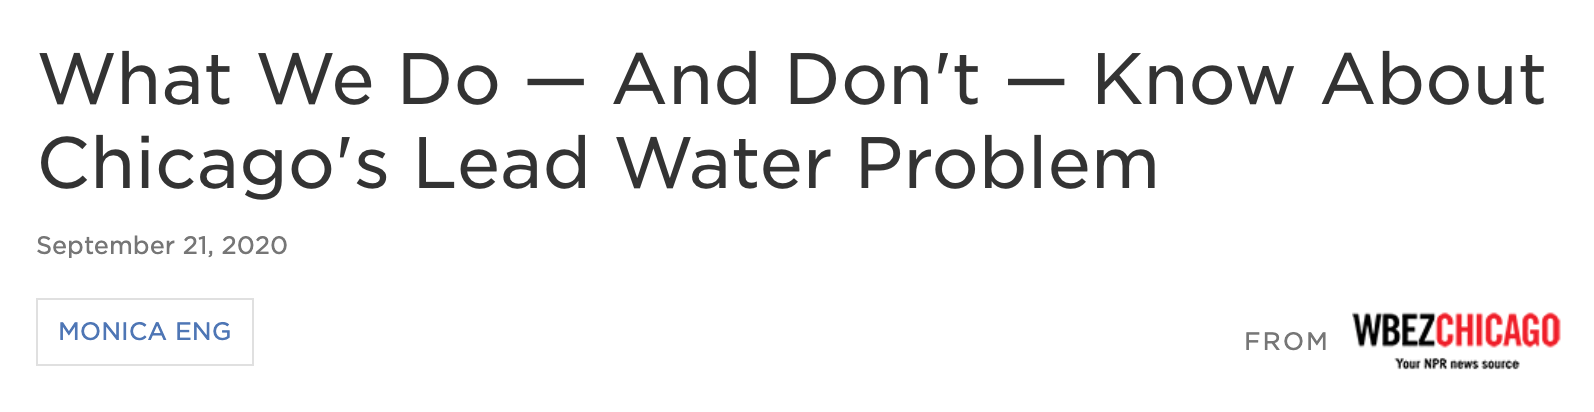 What We Do — And Don't — Know About
Chicago's Lead Water Problem
September 21, 2020
MONICA ENG
FROM
WBEZCHICAGO
Your NPR news source